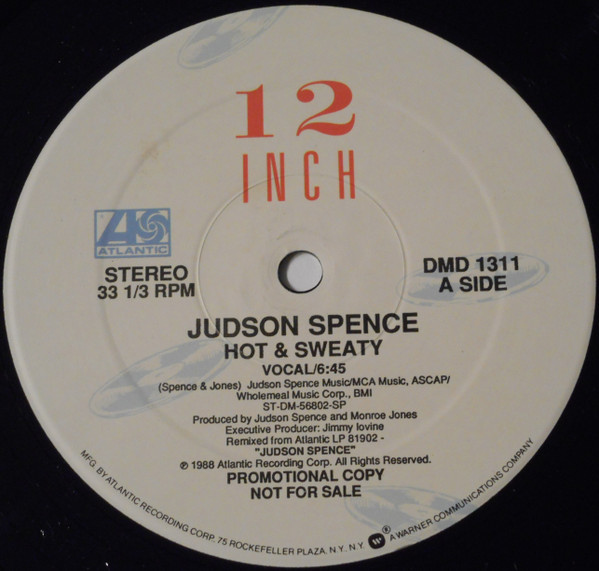 12
INCH
ATLANTIC
STEREO
33 1/3 RPM
DMD 1311
A SIDE
JUDSON SPENCE
HOT & SWEATY
VOCAL/6:45
(Spence & Jones) Judson Spence Music/MCA Music, ASCAP/
Wholemeal Music Corp., BMI
ST-DM-56802-SP
Produced by Judson Spence and Monroe Jones
Executive Producer: Jimmy Iovine
Remixed from Atlantic LP 81902 -
"JUDSON SPENCE"
℗ 1988 Atlantic Recording Corp. All Rights Reserved.
PROMOTIONAL COPY
NOT FOR SALE
MFG. BY ATLANTIC RECORDING CORP. 75 ROCKEFELLER PLAZA, N.Y. N.Y. ® A WARNER COMMUNICATIONS COMPANY